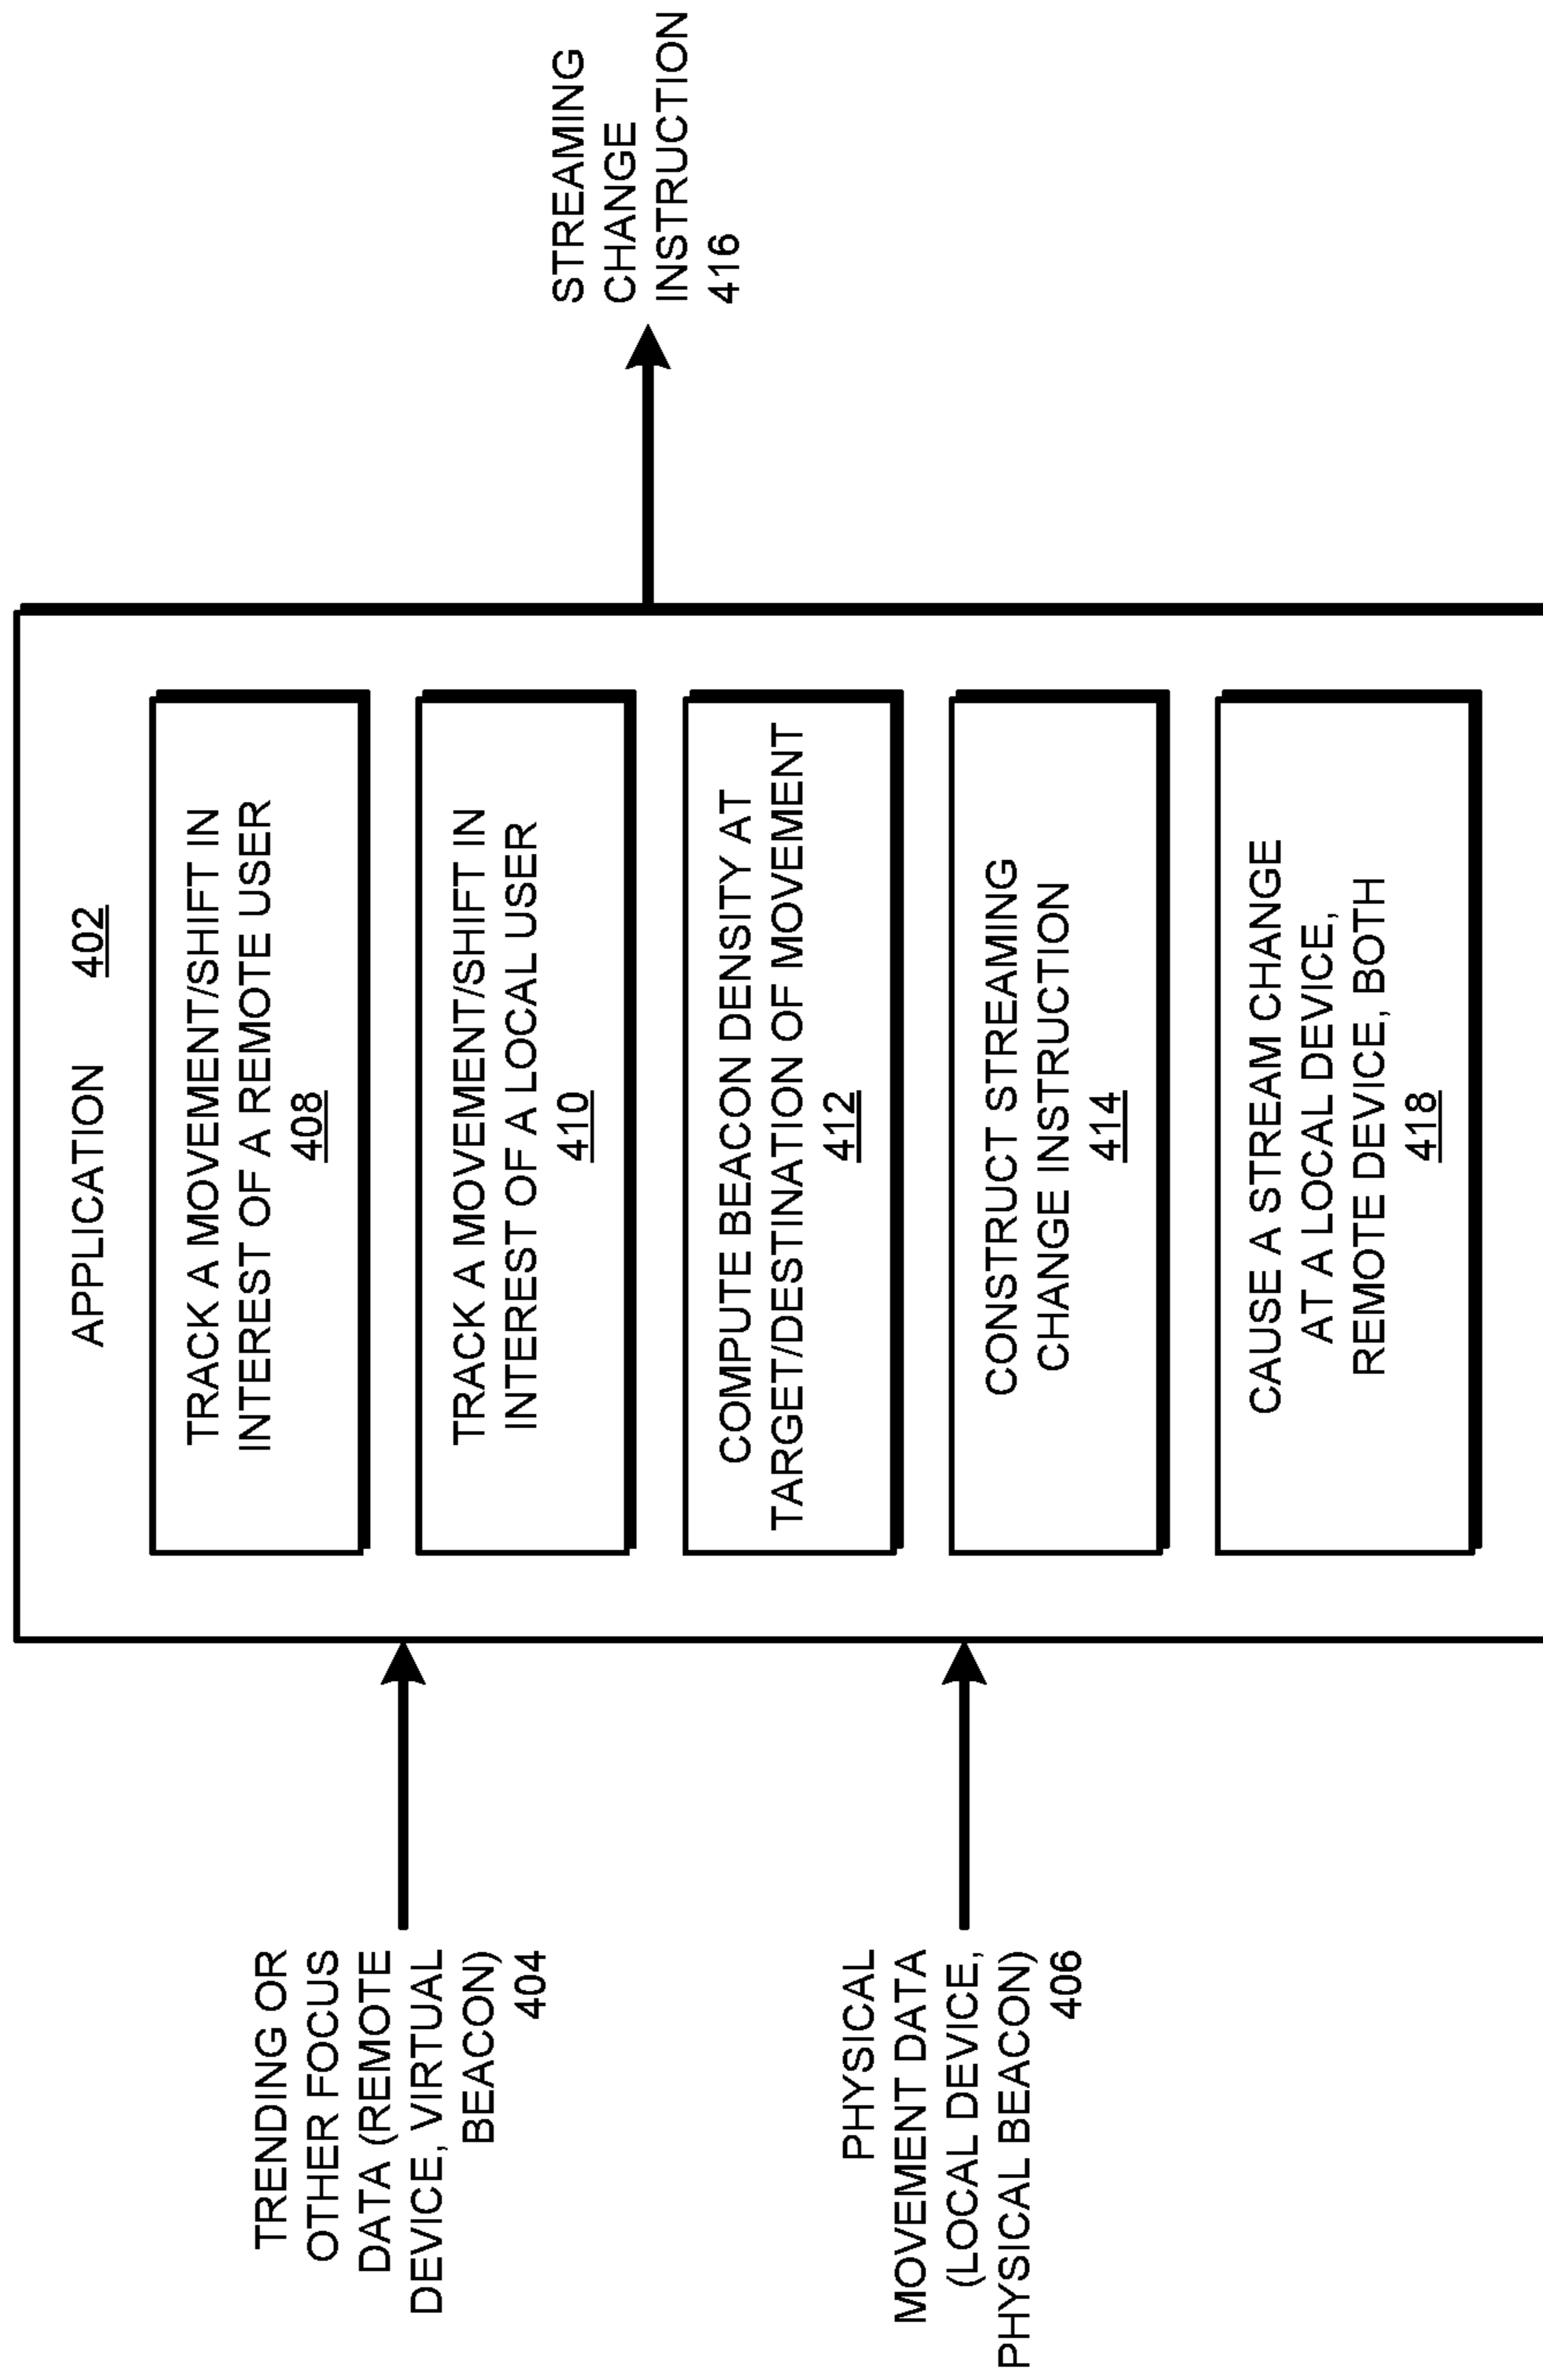 TRENDING OR
OTHER FOCUS
DATA (REMOTE
DEVICE, VIRTUAL
BEACON)
404
PHYSICAL
MOVEMENT DATA
(LOCAL DEVICE,
PHYSICAL BEACON)
406
APPLICATION 402
TRACK A MOVEMENT/SHIFT IN
INTEREST OF A REMOTE USER
408
TRACK A MOVEMENT/SHIFT IN
INTEREST OF A LOCAL USER
410
COMPUTE BEACON DENSITY AT
TARGET/DESTINATION OF MOVEMENT
412
CONSTRUCT STREAMING
CHANGE INSTRUCTION
414
CAUSE A STREAM CHANGE
AT A LOCAL DEVICE,
REMOTE DEVICE, BOTH
418
STREAMING
CHANGE
INSTRUCTION
416